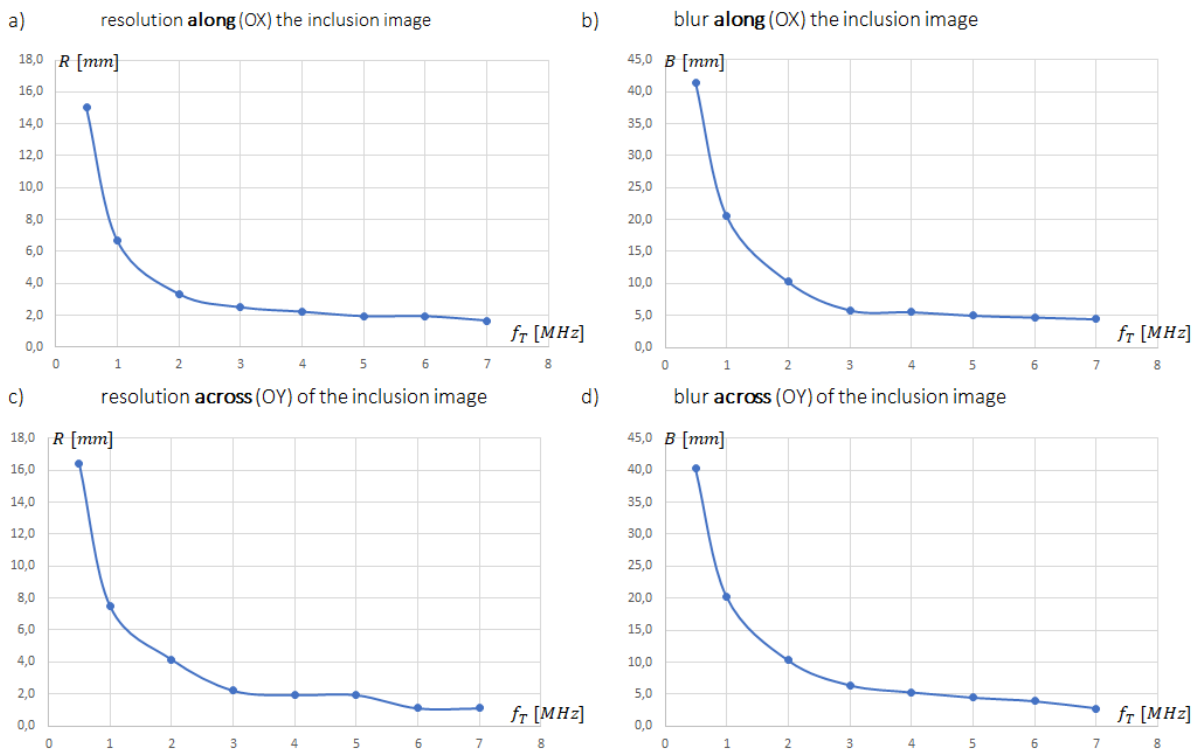 a) resolution along (OX) the inclusion image
R [mm]
18,0
16,0
14,0
12,0
10,0
8,0
6,0
4,0
2,0
0,0
0 1 2 3 4 5 6 7 8
f_T [MHz]
b) blur along (OX) the inclusion image
B [mm]
45,0
40,0
35,0
30,0
25,0
20,0
15,0
10,0
5,0
0,0
0 1 2 3 4 5 6 7 8
f_T [MHz]
c) resolution across (OY) of the inclusion image
R [mm]
18,0
16,0
14,0
12,0
10,0
8,0
6,0
4,0
2,0
0,0
0 1 2 3 4 5 6 7 8
f_T [MHz]
d) blur across (OY) of the inclusion image
B [mm]
45,0
40,0
35,0
30,0
25,0
20,0
15,0
10,0
5,0
0,0
0 1 2 3 4 5 6 7 8
f_T [MHz]